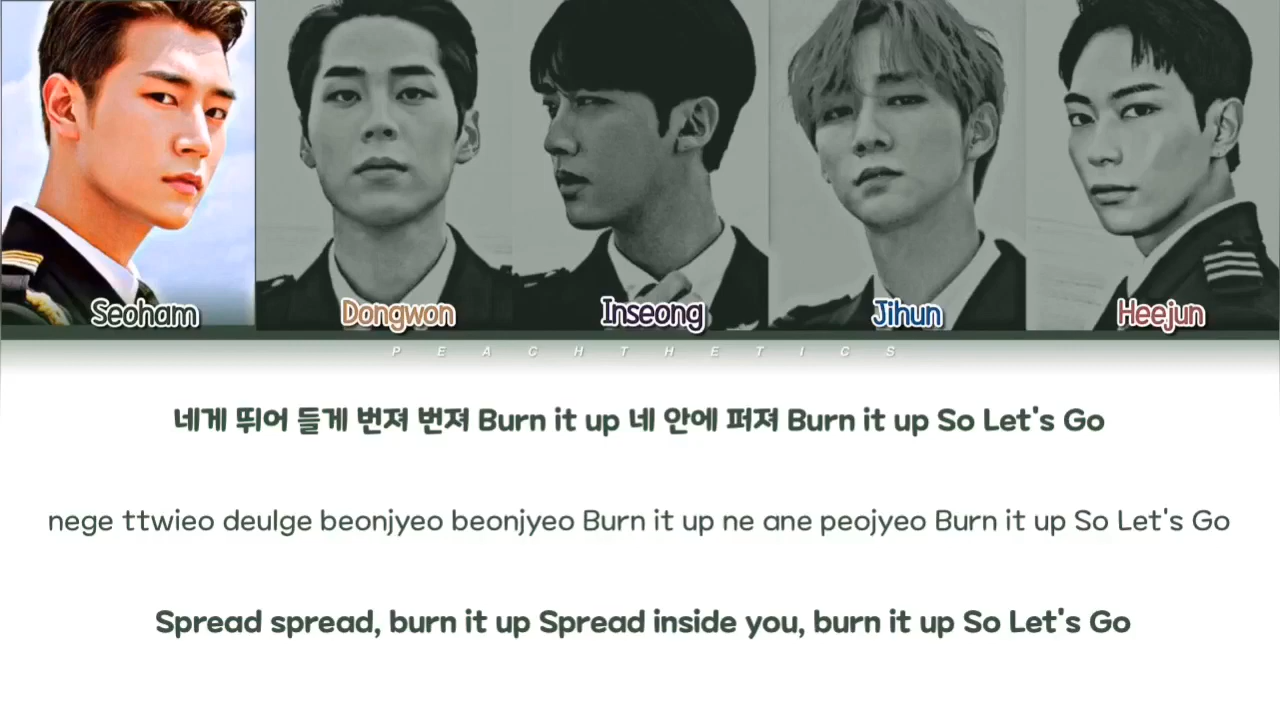 Seoham Dongwon Inseong Jihun Heejun
PEACHTHETICS
네게 뛰어 들게 번져 번져 Burn it up 네 안에 퍼져 Burn it up So Let's Go
nege ttwieo deulge beonjyeo beonjyeo Burn it up ne ane peojyeo Burn it up So Let's Go
Spread spread, burn it up Spread inside you, burn it up So Let's Go